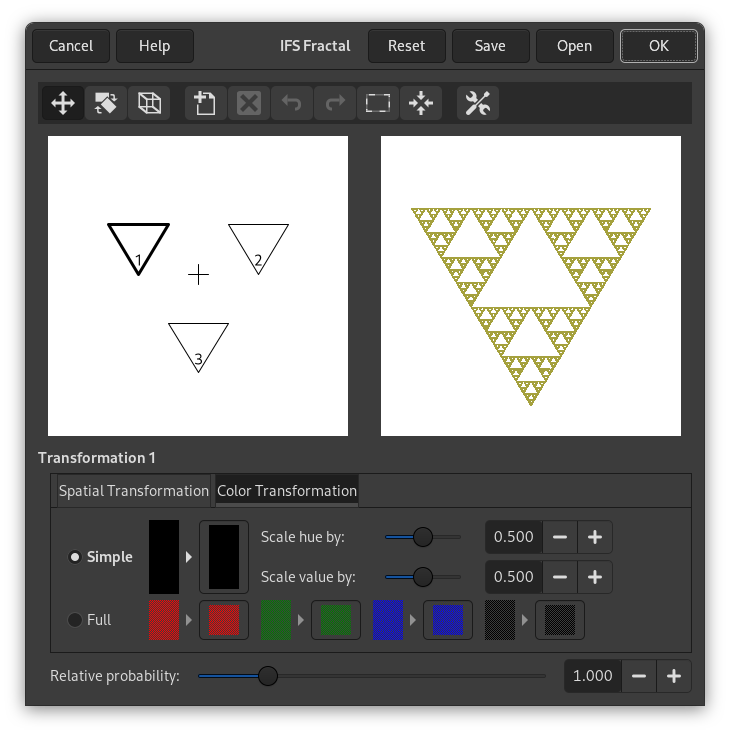 Cancel Help IFS Fractal Reset Save Open OK
1 2
3
Transformation 1
Spatial Transformation Color Transformation
Simple Scale hue by: 0.500
Scale value by: 0.500
Full
Relative probability: 1.000